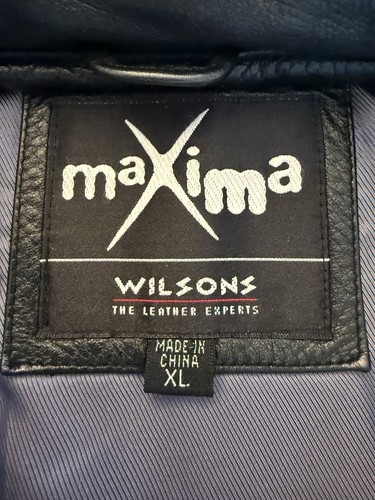 maXima
WILSONS
THE LEATHER EXPERTS
MADE IN
CHINA
XL